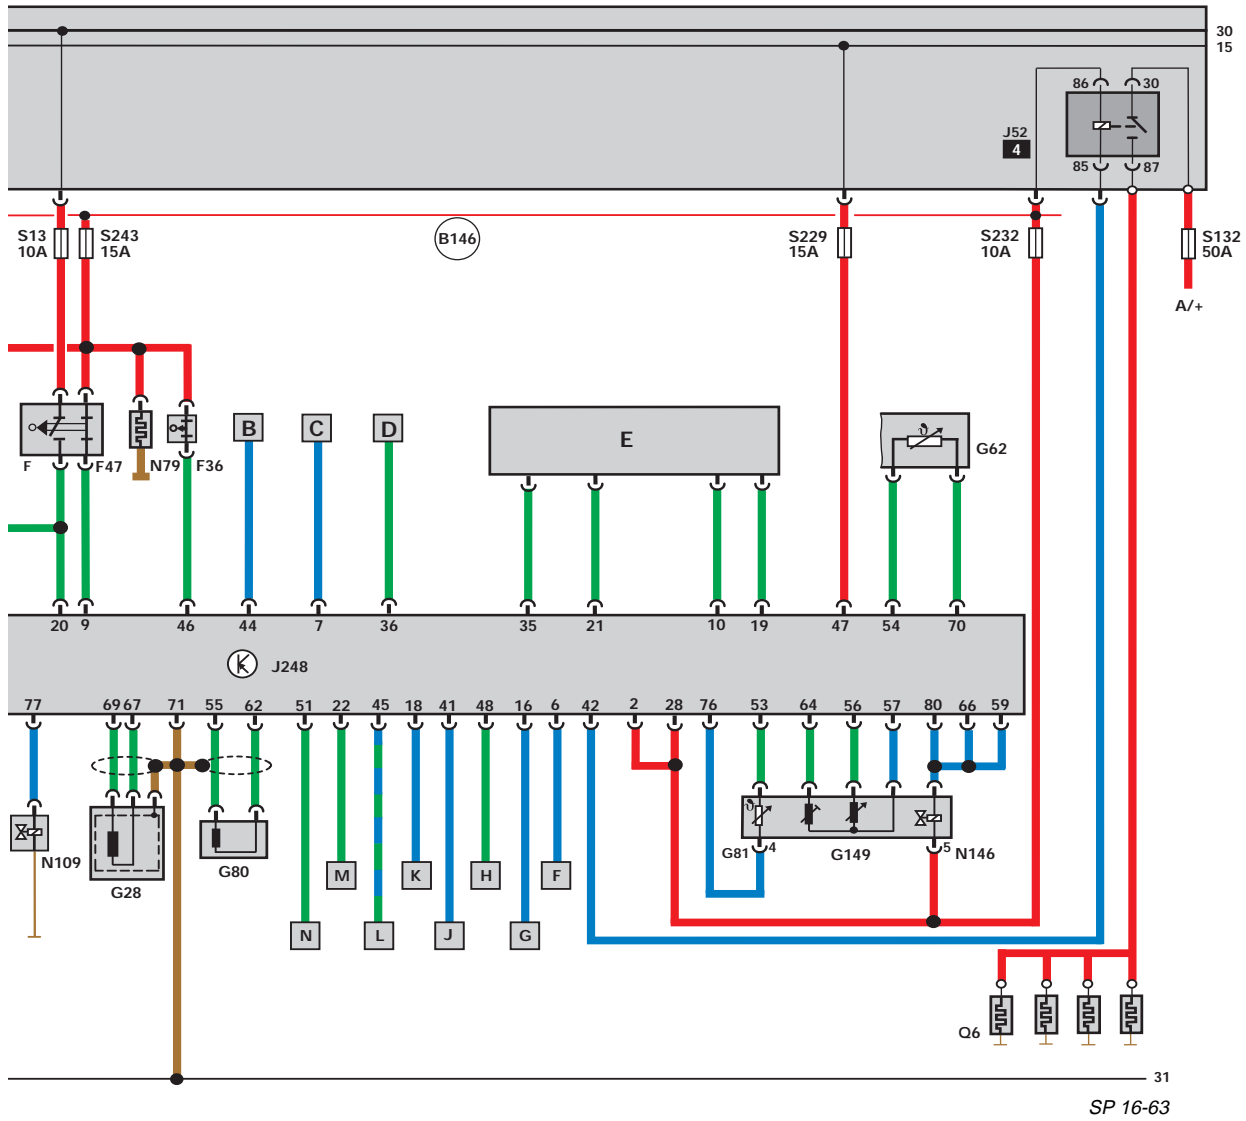 30
15
86 30
J52
4
85 87
S13
10A
S243
15A
B146
S229
15A
S232
10A
S132
50A
A/+
B
C
D
E
ϑ
G62
F
F47
N79
F36
20 9 46 44 7 36 35 21 10 19 47 54 70
J248
77 69 67 71 55 62 51 22 45 18 41 48 16 6 42 2 28 76 53 64 56 57 80 66 59
ϑ
N109
G28
G80
G81
4
G149
5
N146
M
K
H
F
N
L
J
G
Q6
31
SP 16-63